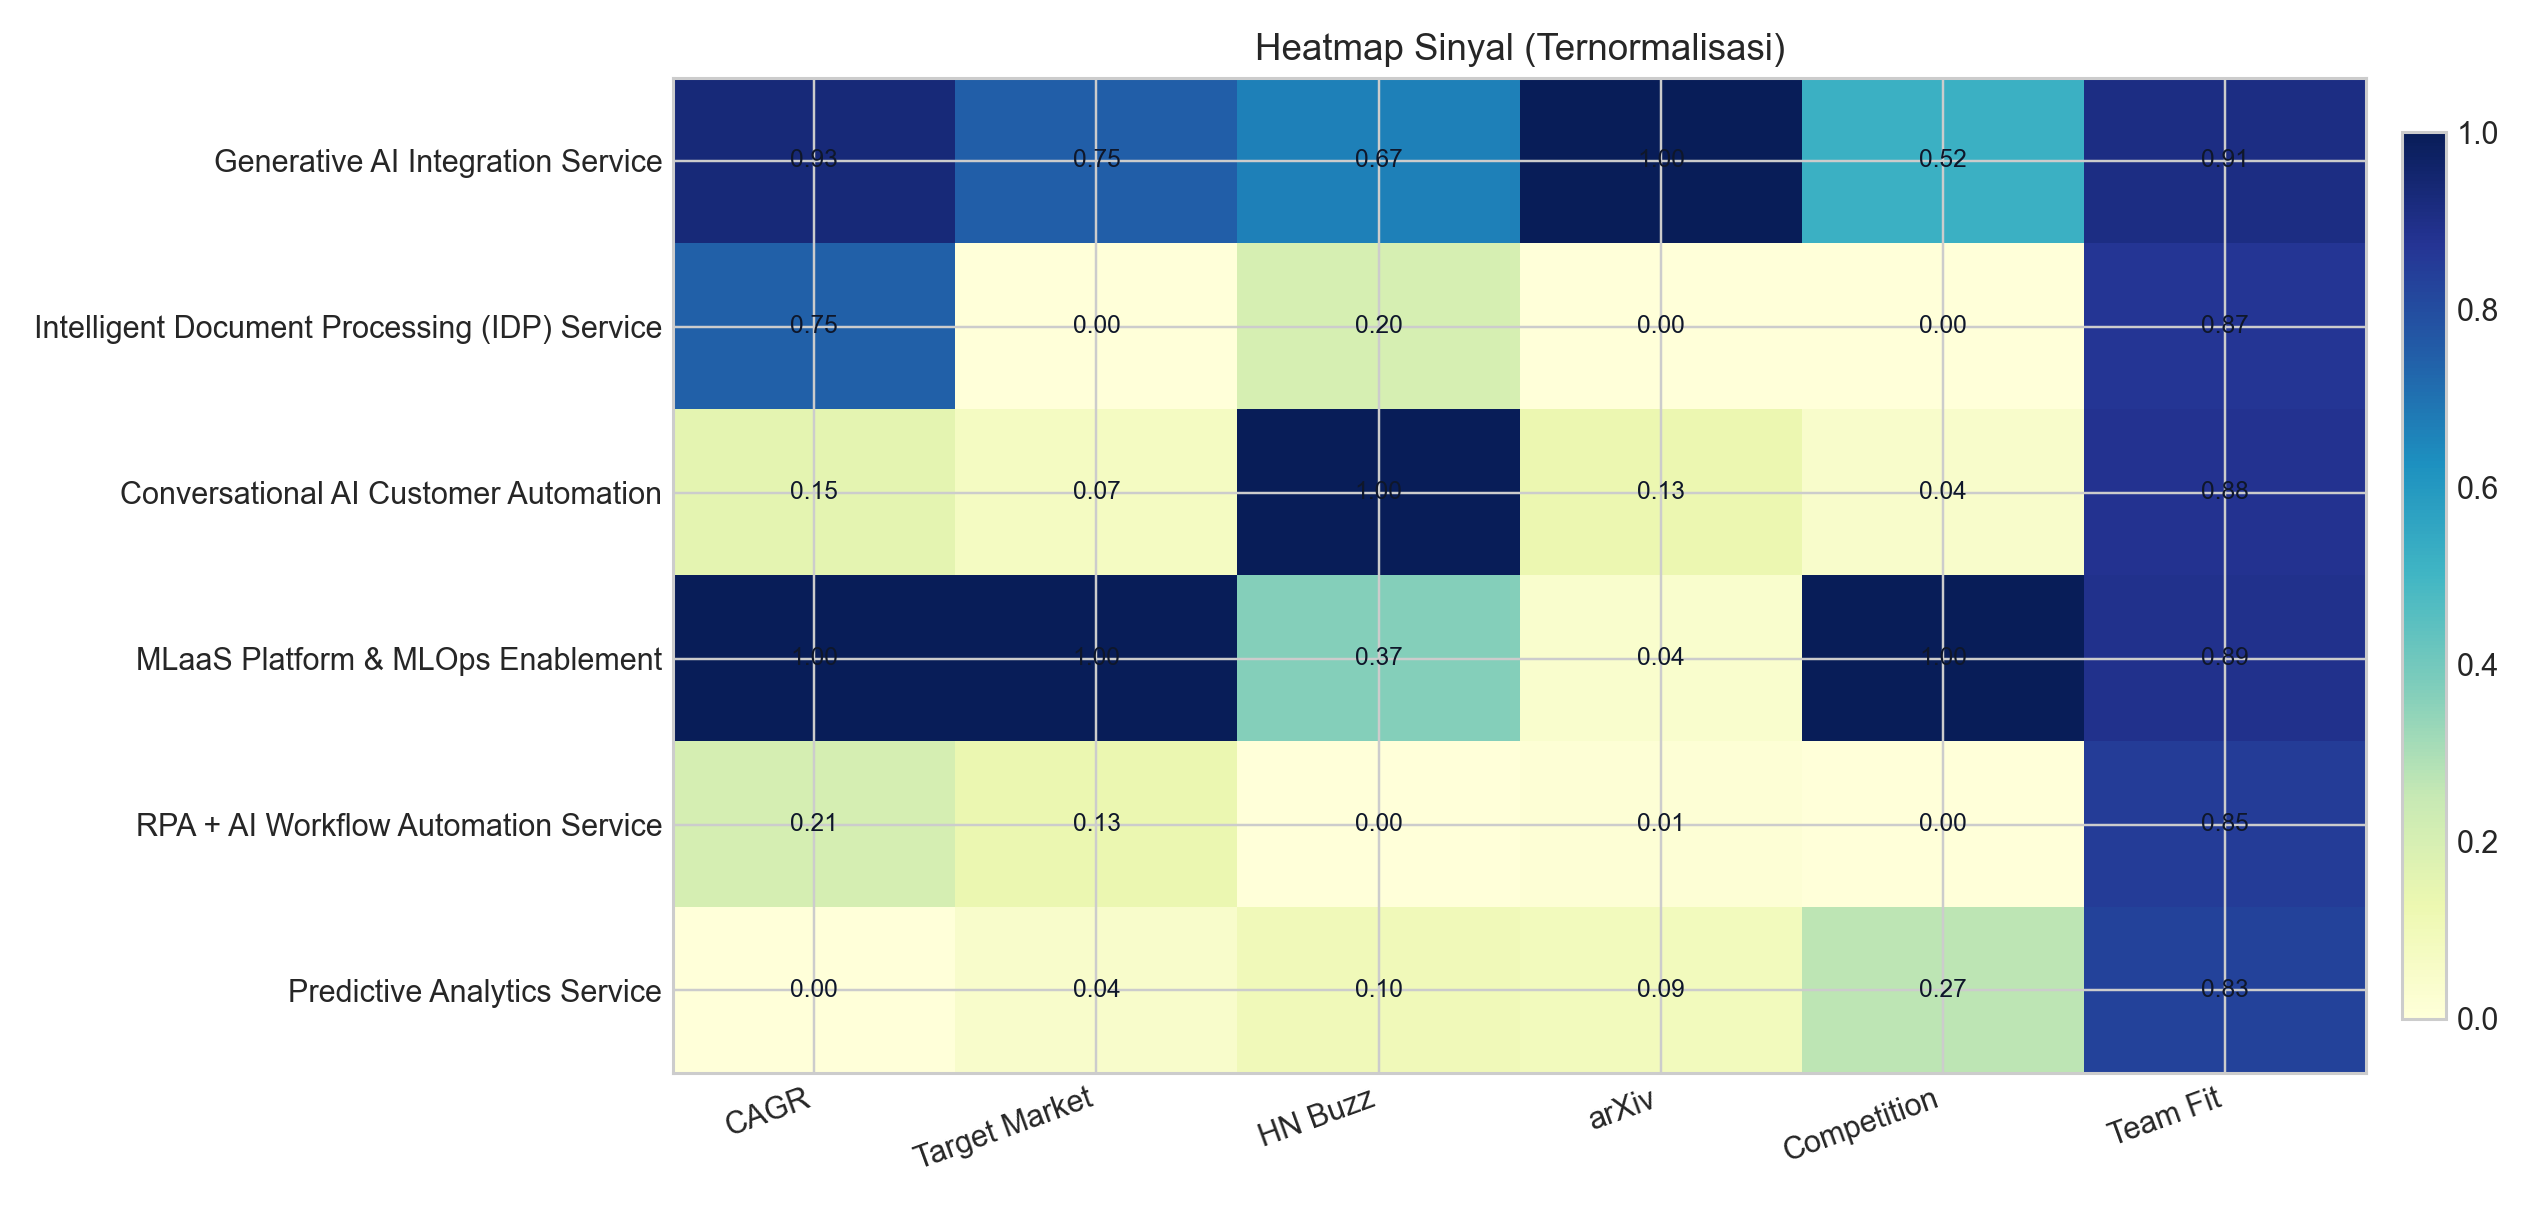 Heatmap Sinyal (Ternormalisasi)
Generative AI Integration Service 0.93 0.75 0.67 1.00 0.52 0.91
Intelligent Document Processing (IDP) Service 0.75 0.00 0.20 0.00 0.00 0.87
Conversational AI Customer Automation 0.15 0.07 1.00 0.13 0.04 0.88
MLaaS Platform & MLOps Enablement 1.00 1.00 0.37 0.04 1.00 0.89
RPA + AI Workflow Automation Service 0.21 0.13 0.00 0.01 0.00 0.85
Predictive Analytics Service 0.00 0.04 0.10 0.09 0.27 0.83
CAGR Target Market HN Buzz arXiv Competition Team Fit
1.0
0.8
0.6
0.4
0.2
0.0